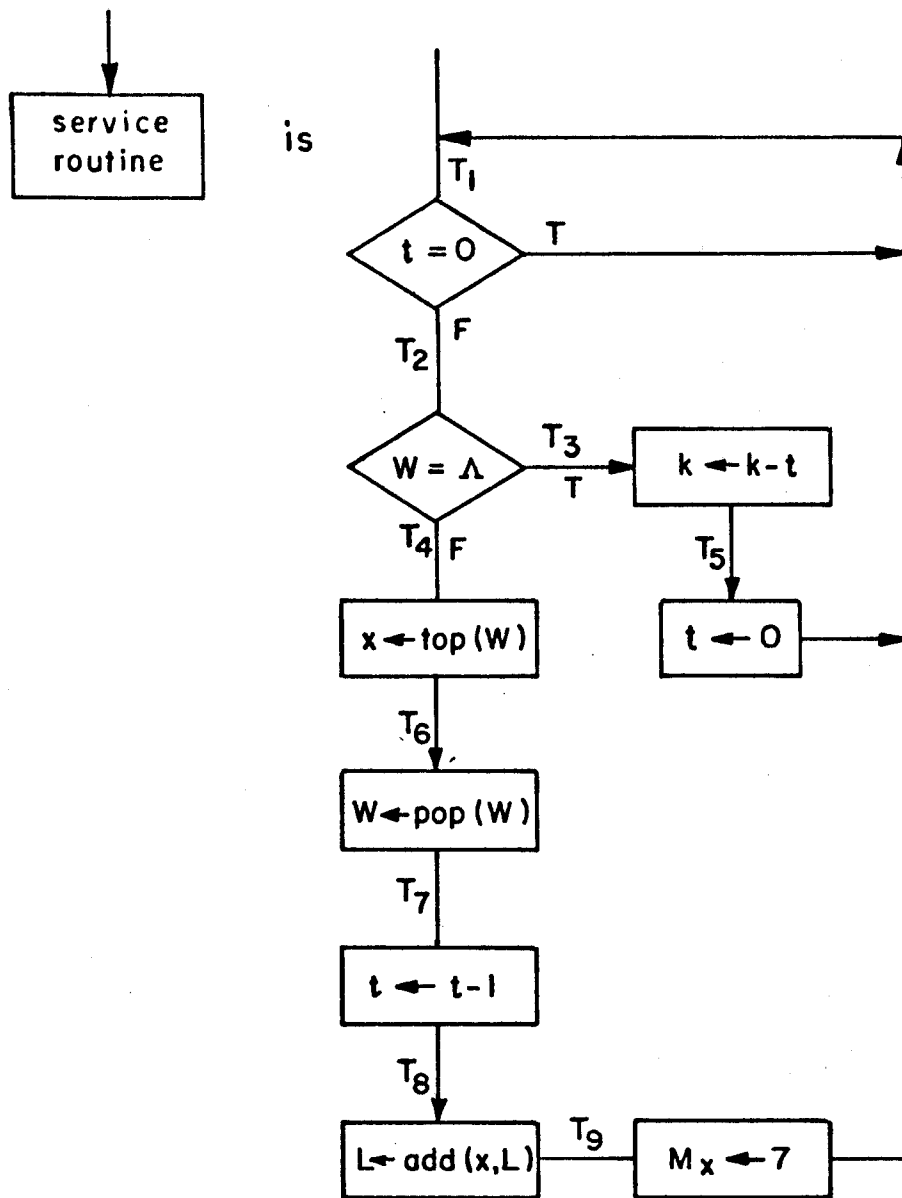 service
routine
is
T₁
t = 0
T
F
T₂
W = Λ
T₃
T
k ← k - t
T₄
F
T₅
x ← top (W)
t ← 0
T₆
W ← pop (W)
T₇
t ← t - 1
T₈
L ← add (x, L)
T₉
Mₓ ← 7